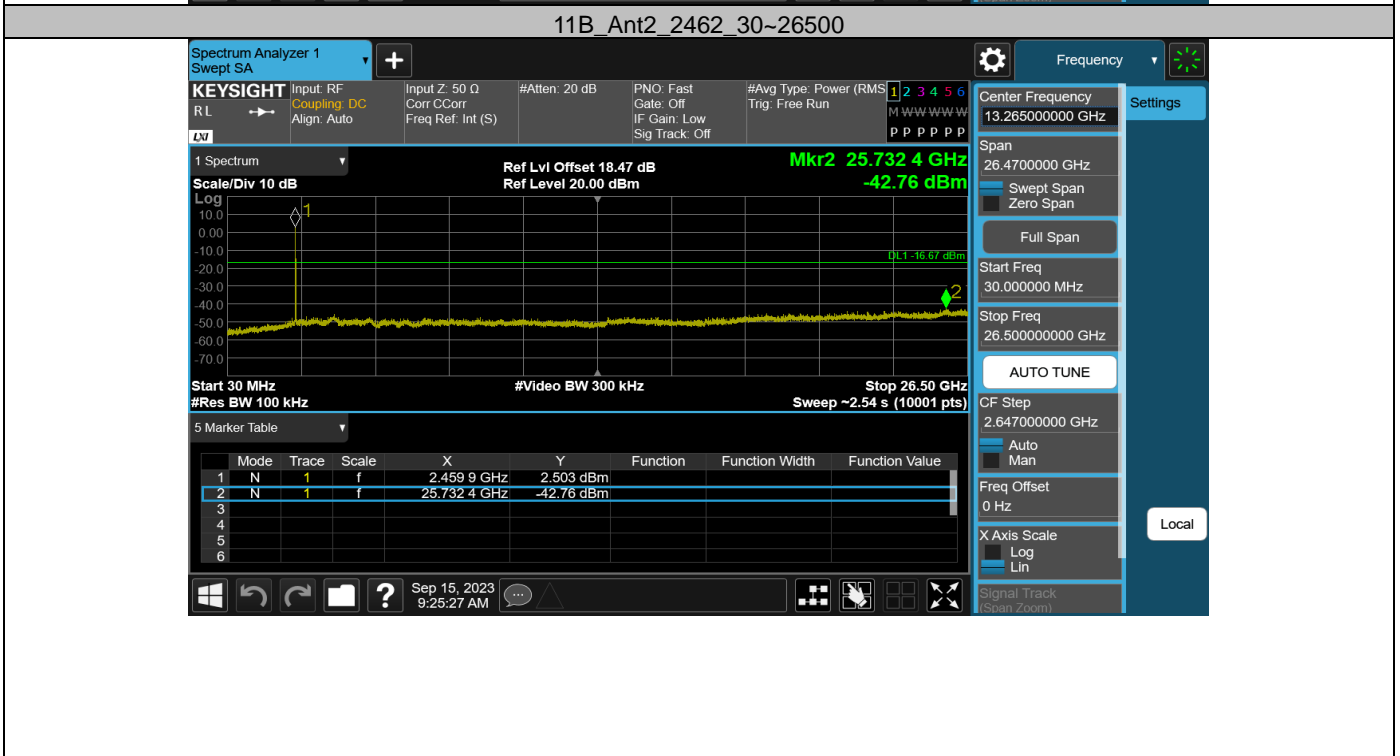 (Span Zoom)
11B_Ant2_2462_30~26500
Spectrum Analyzer 1
Swept SA
+
Frequency
KEYSIGHT
RL
LXI
Input: RF
Coupling: DC
Align: Auto
Input Z: 50 Ω
Corr CCorr
Freq Ref: Int (S)
#Atten: 20 dB
PNO: Fast
Gate: Off
IF Gain: Low
Sig Track: Off
#Avg Type: Power (RMS
Trig: Free Run
1 2 3 4 5 6
M W W W W W
P P P P P P
1 Spectrum
Scale/Div 10 dB
Ref Lvl Offset 18.47 dB
Ref Level 20.00 dBm
Mkr2 25.732 4 GHz
-42.76 dBm
Log
10.0
0.00
-10.0
-20.0
-30.0
-40.0
-50.0
-60.0
-70.0
1
DL1 -16.67 dBm
2
Start 30 MHz
#Video BW 300 kHz
Stop 26.50 GHz
#Res BW 100 kHz
Sweep ~2.54 s (10001 pts)
5 Marker Table
Mode Trace Scale X Y Function Function Width Function Value
1 N 1 f 2.459 9 GHz 2.503 dBm
2 N 1 f 25.732 4 GHz -42.76 dBm
3
4
5
6
?
Sep 15, 2023
9:25:27 AM
Center Frequency
13.265000000 GHz
Settings
Span
26.4700000 GHz
Swept Span
Zero Span
Full Span
Start Freq
30.000000 MHz
Stop Freq
26.500000000 GHz
AUTO TUNE
CF Step
2.647000000 GHz
Auto
Man
Freq Offset
0 Hz
Local
X Axis Scale
Log
Lin
Signal Track
(Span Zoom)